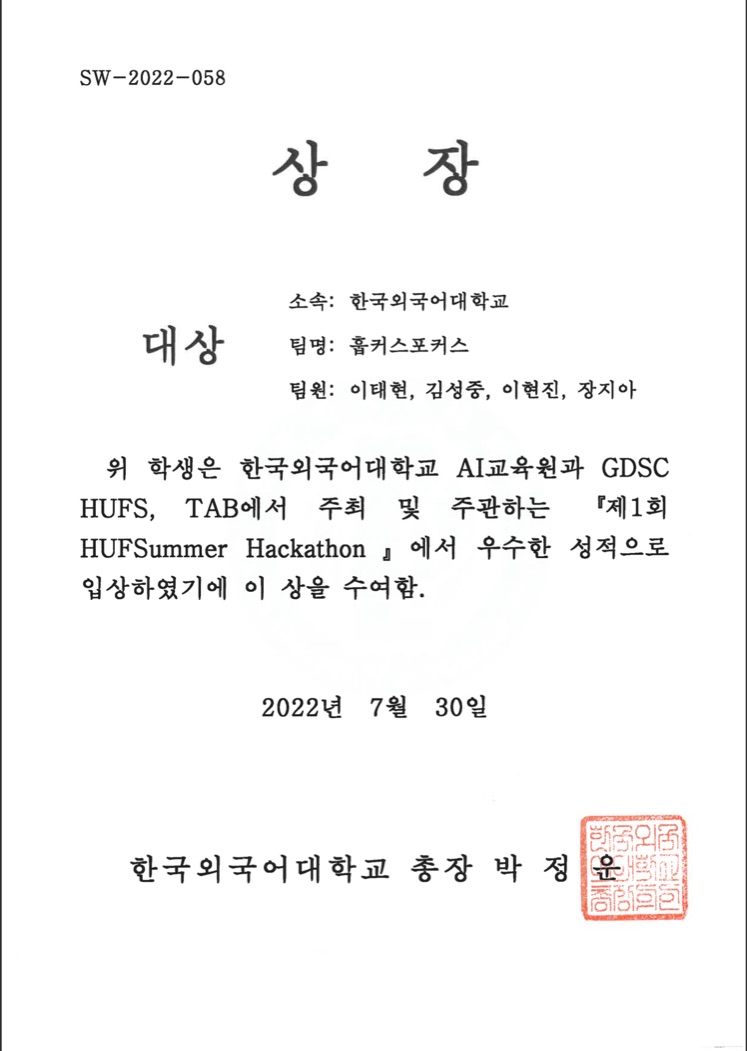 SW-2022-058
상 장
대상
소속: 한국외국어대학교
팀명: 훕커스포커스
팀원: 이태현, 김성중, 이현진, 장지아
위 학생은 한국외국어대학교 AI교육원과 GDSC
HUFS, TAB에서 주최 및 주관하는 『제1회
HUFSummer Hackathon 』에서 우수한 성적으로
입상하였기에 이 상을 수여함.
2022년 7월 30일
한국외국어대학교 총장 박 정 운